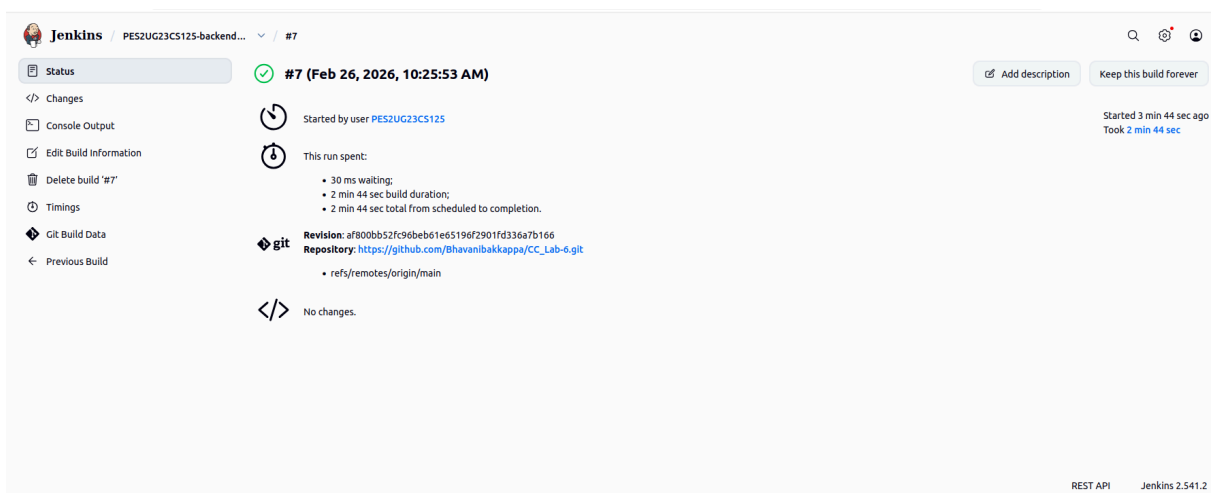 Jenkins / PES2UG23CS125-backend... / #7
Status
Changes
Console Output
Edit Build Information
Delete build '#7'
Timings
Git Build Data
Previous Build
#7 (Feb 26, 2026, 10:25:53 AM)
Add description
Keep this build forever
Started by user PES2UG23CS125
Started 3 min 44 sec ago
Took 2 min 44 sec
This run spent:
• 30 ms waiting;
• 2 min 44 sec build duration;
• 2 min 44 sec total from scheduled to completion.
git
Revision: af800bb52fc96beb61e65196f2901fd336a7b166
Repository: https://github.com/Bhavanibakkappa/CC_Lab-6.git
• refs/remotes/origin/main
No changes.
REST API
Jenkins 2.541.2